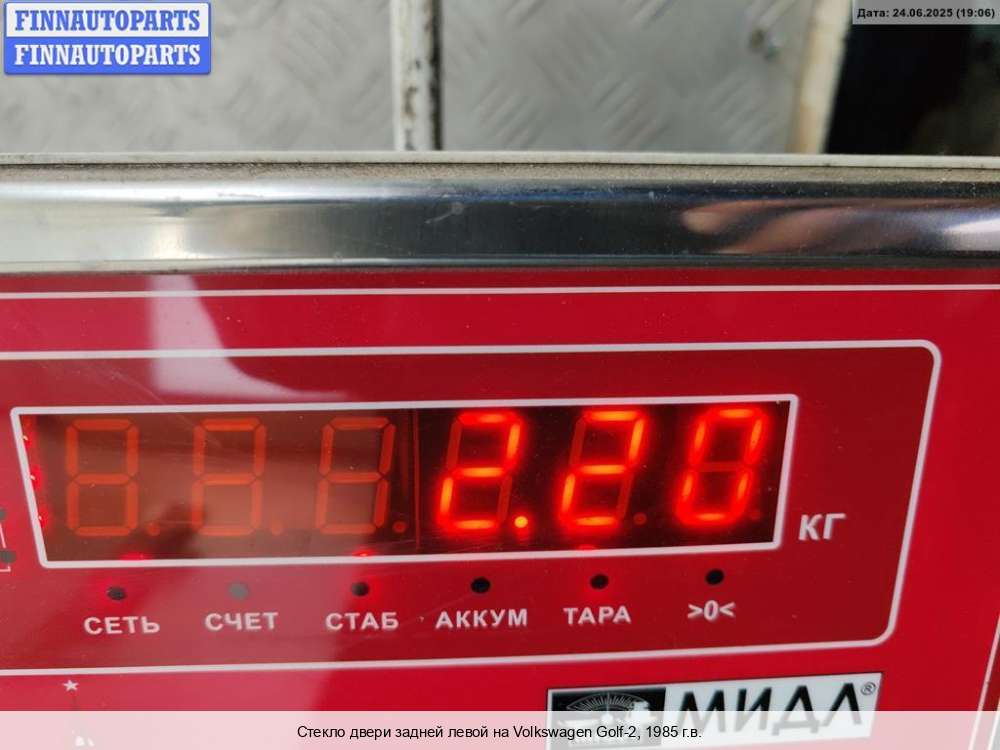 FINNAUTOPARTS
FINNAUTOPARTS
Дата: 24.06.2025 (19:06)
2.20
КГ
СЕТЬ СЧЕТ СТАБ АККУМ ТАРА >0<
МИДЛ®
Стекло двери задней левой на Volkswagen Golf-2, 1985 г.в.